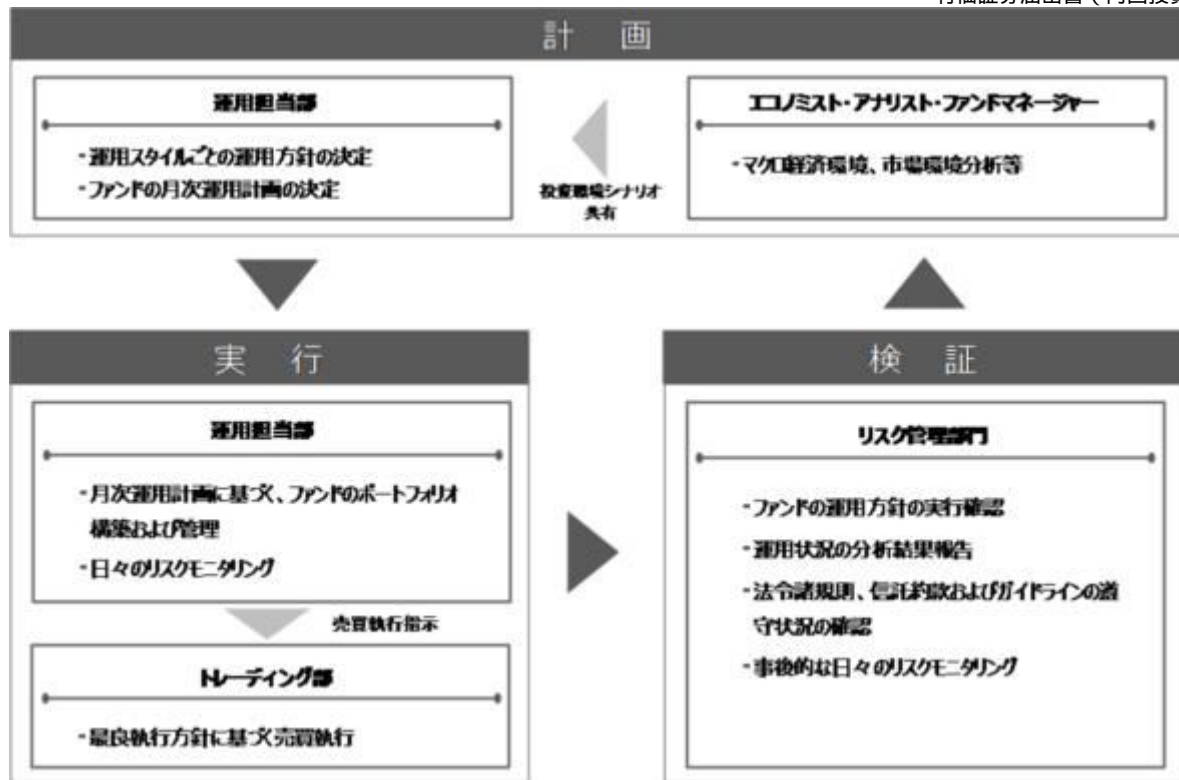 有価証券届出書（内国投資
計 画
運用担当部
・運用スタイルごとの運用方針の決定
・ファンドの月次運用計画の決定
投資環境シナリオ
共有
エコノミスト・アナリスト・ファンドマネージャー
・マクロ経済環境、市場環境分析等
実 行
運用担当部
・月次運用計画に基づく、ファンドのポートフォリオ
構築および管理
・日々のリスクモニタリング
売買執行指示
トレーディング部
・最良執行方針に基づく売買執行
検 証
リスク管理部門
・ファンドの運用方針の実行確認
・運用状況の分析結果報告
・法令諸規則、信託約款およびガイドラインの遵
守状況の確認
・事後的な日々のリスクモニタリング